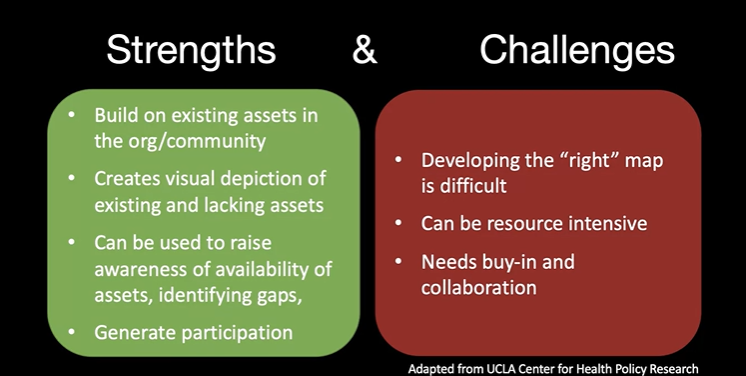 Strengths & Challenges
• Build on existing assets in
the org/community
• Creates visual depiction of
existing and lacking assets
• Can be used to raise
awareness of availability of
assets, identifying gaps,
• Generate participation
• Developing the “right” map
is difficult
• Can be resource intensive
• Needs buy-in and
collaboration
Adapted from UCLA Center for Health Policy Research